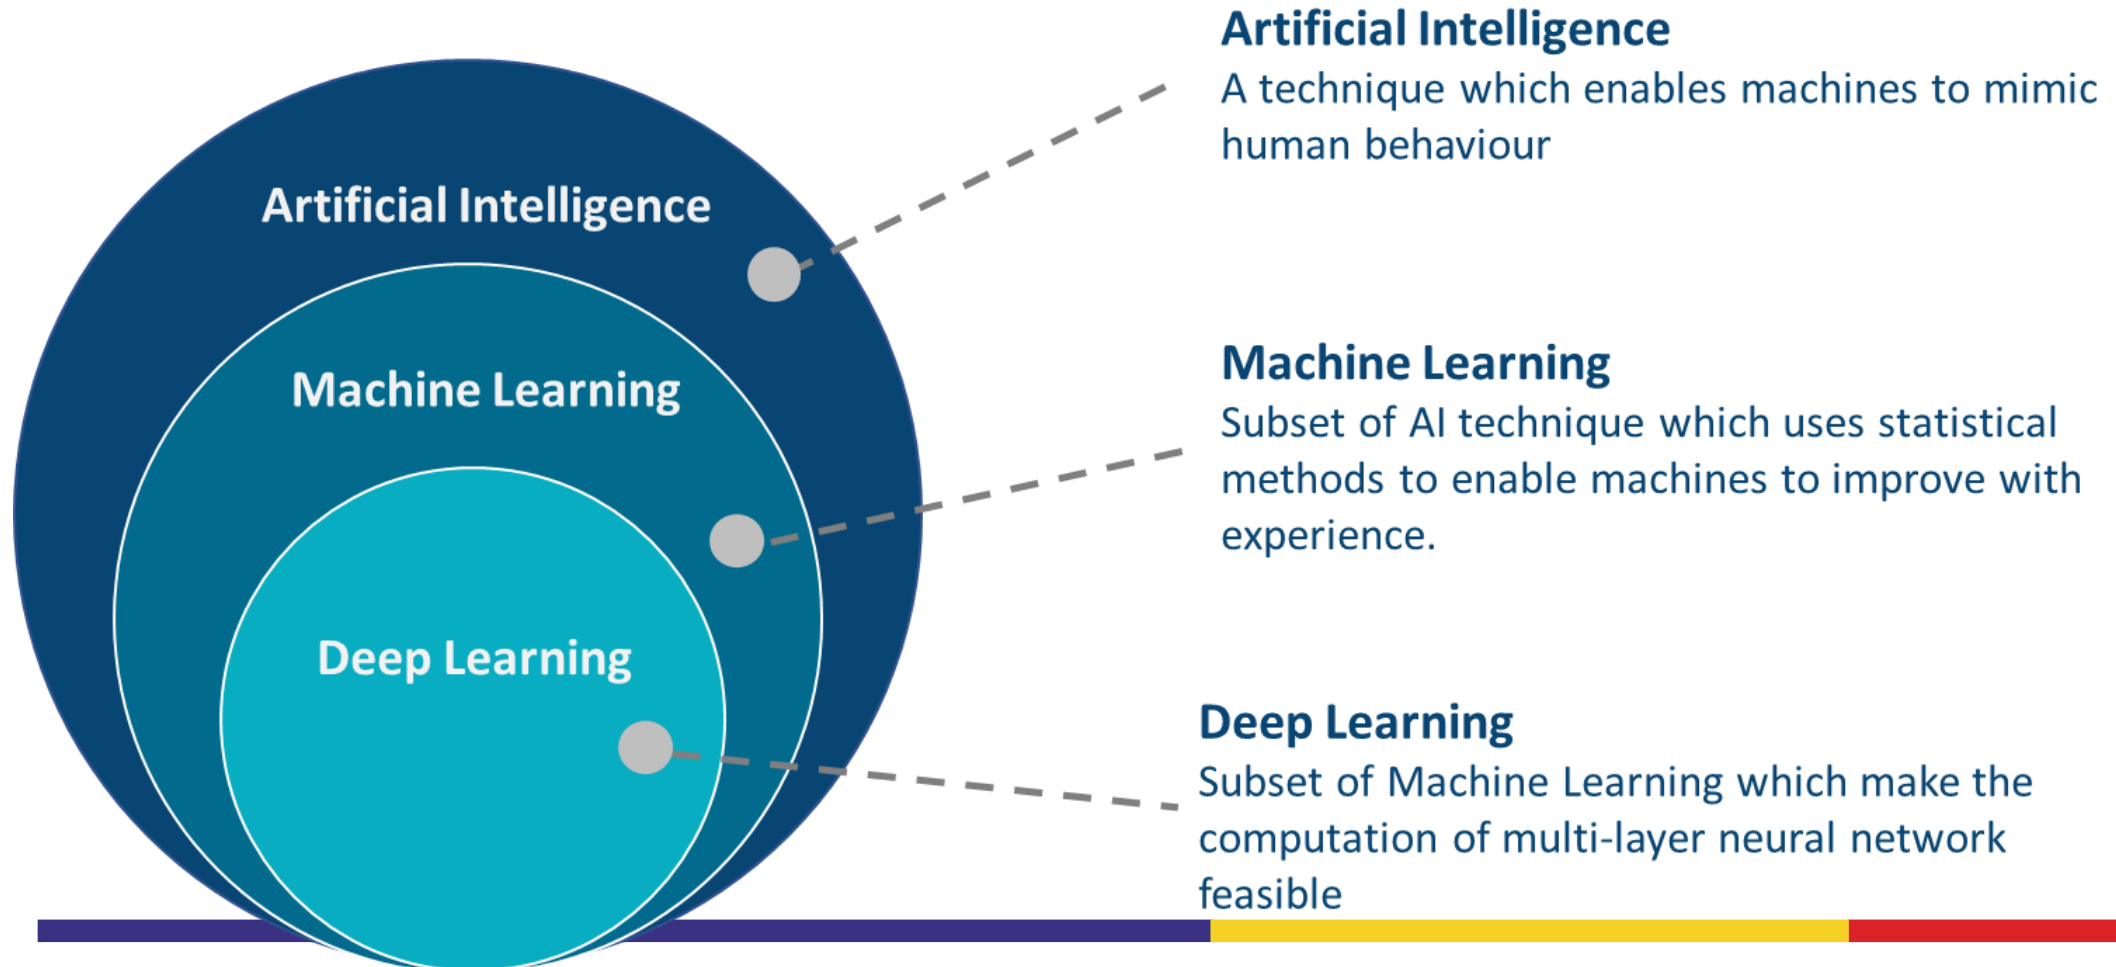 Artificial Intelligence
Machine Learning
Deep Learning
Artificial Intelligence
A technique which enables machines to mimic
human behaviour
Machine Learning
Subset of AI technique which uses statistical
methods to enable machines to improve with
experience.
Deep Learning
Subset of Machine Learning which make the
computation of multi-layer neural network
feasible